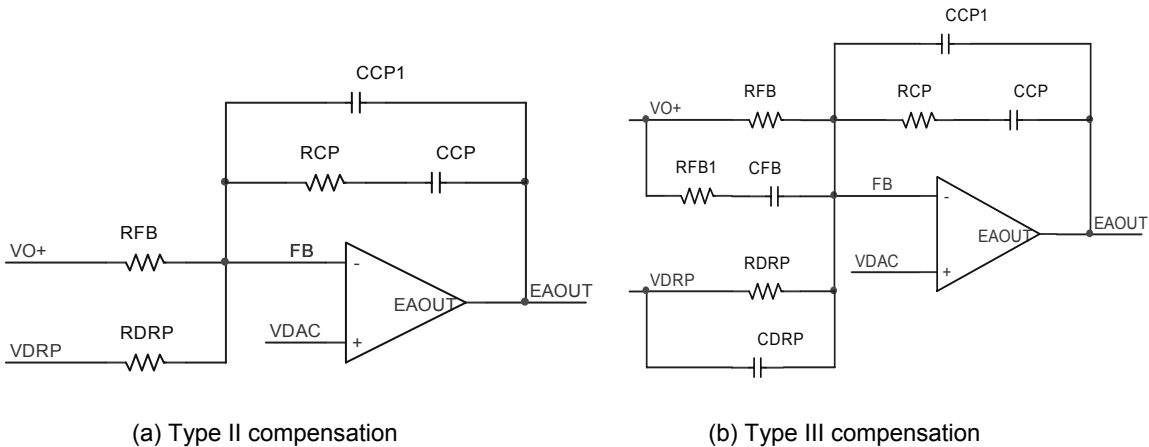 CCP1
RCP
CCP
RFB
VO+
FB
-
EAOUT
EAOUT
VDAC
+
RDRP
VDRP
(a) Type II compensation
CCP1
RFB
RCP
CCP
VO+
RFB1
CFB
FB
-
EAOUT
EAOUT
VDAC
+
RDRP
VDRP
CDRP
(b) Type III compensation